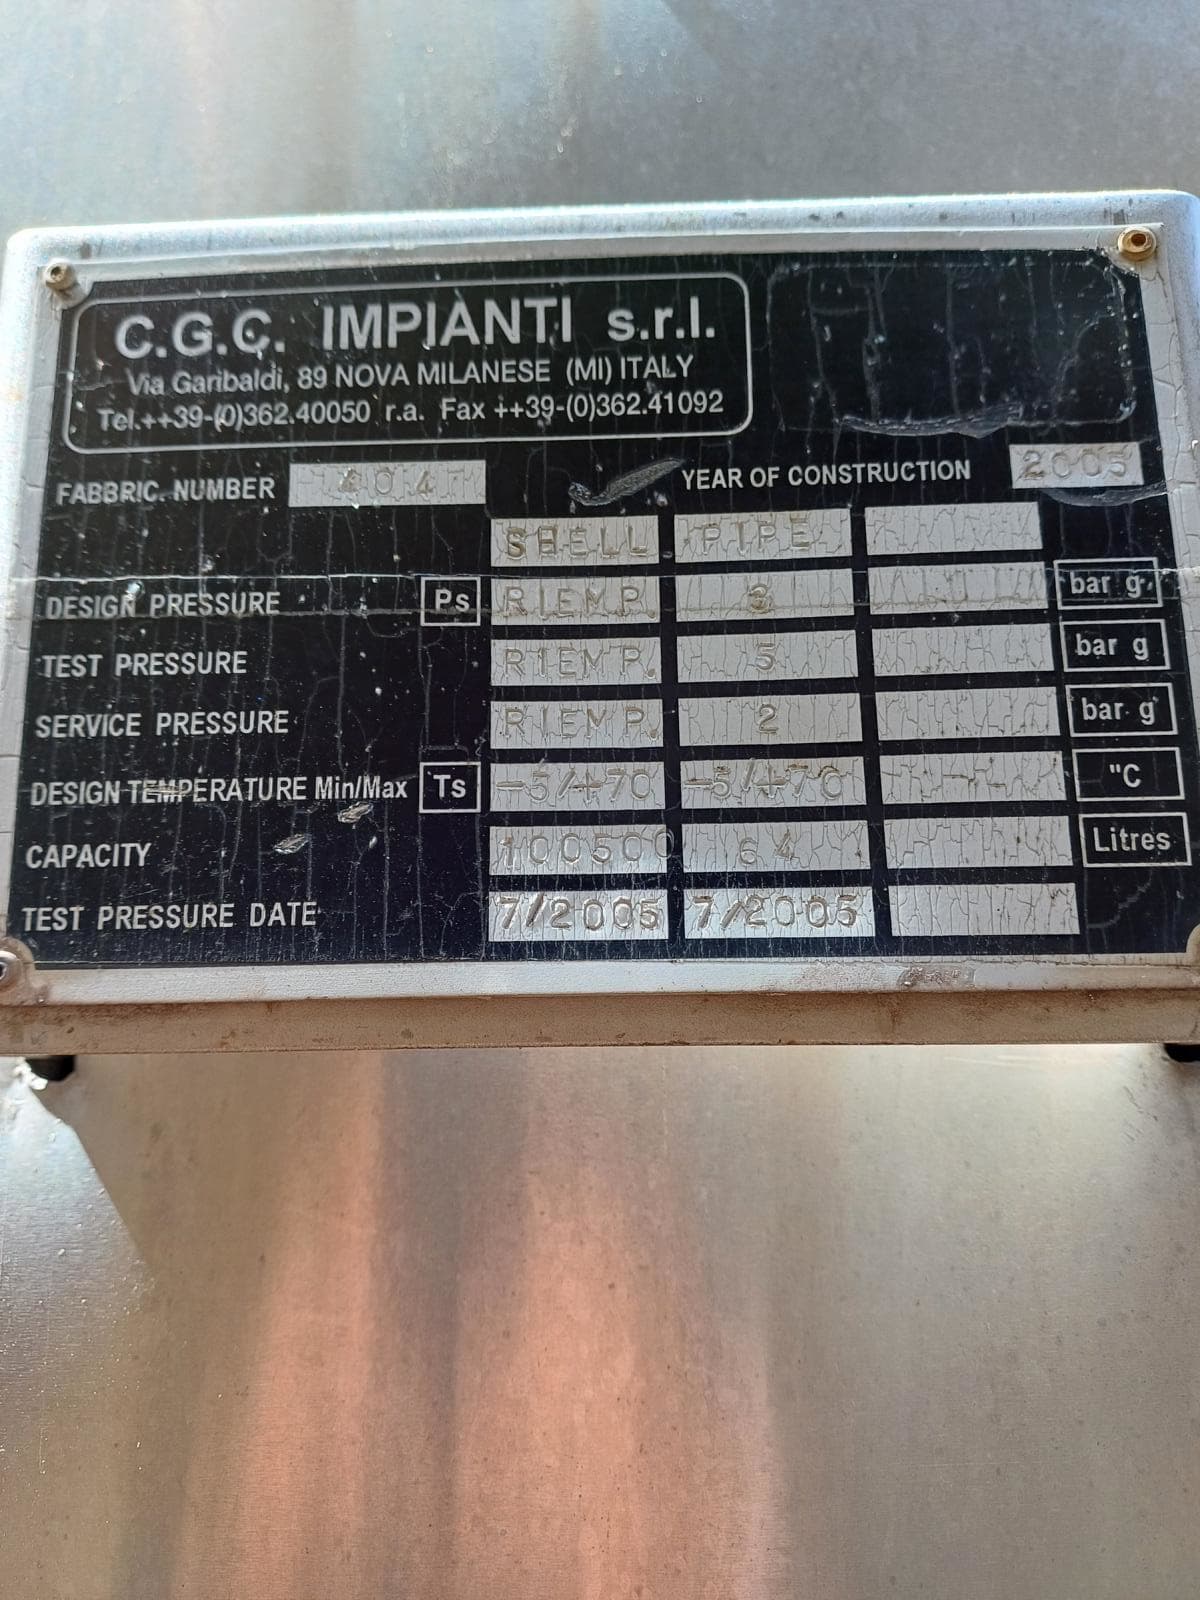 C.G.C. IMPIANTI s.r.l.
Via Garibaldi, 89 NOVA MILANESE (MI) ITALY
Tel.++39-(0)362.40050 r.a. Fax ++39-(0)362.41092
FABBRIC. NUMBER 404 YEAR OF CONSTRUCTION 2005
SHELL PIPE
DESIGN PRESSURE Ps RIEMP. 3 bar g
TEST PRESSURE RIEMP. 5 bar g
SERVICE PRESSURE RIEMP. 2 bar g
DESIGN TEMPERATURE Min/Max Ts -5/+70 -5/+70 "C
CAPACITY 100500 64 Litres
TEST PRESSURE DATE 7/2005 7/2005